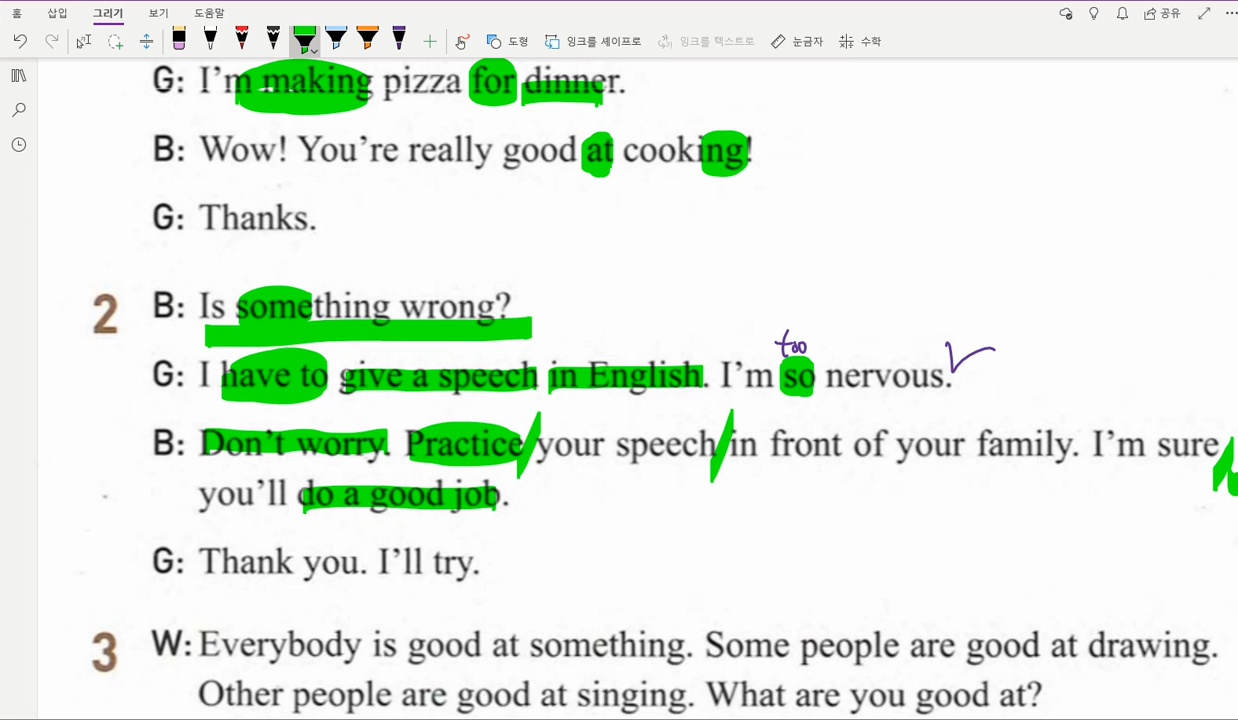 홈 삽입 그리기 보기 도움말 공유
도형 잉크를 셰이프로 잉크를 텍스트로 눈금자 수학
G: I'm making pizza for dinner.
B: Wow! You're really good at cooking!
G: Thanks.
2 B: Is something wrong?
too
G: I have to give a speech in English. I'm so nervous.
B: Don't worry. Practice your speech in front of your family. I'm sure
you'll do a good job.
G: Thank you. I'll try.
3 W: Everybody is good at something. Some people are good at drawing.
Other people are good at singing. What are you good at?